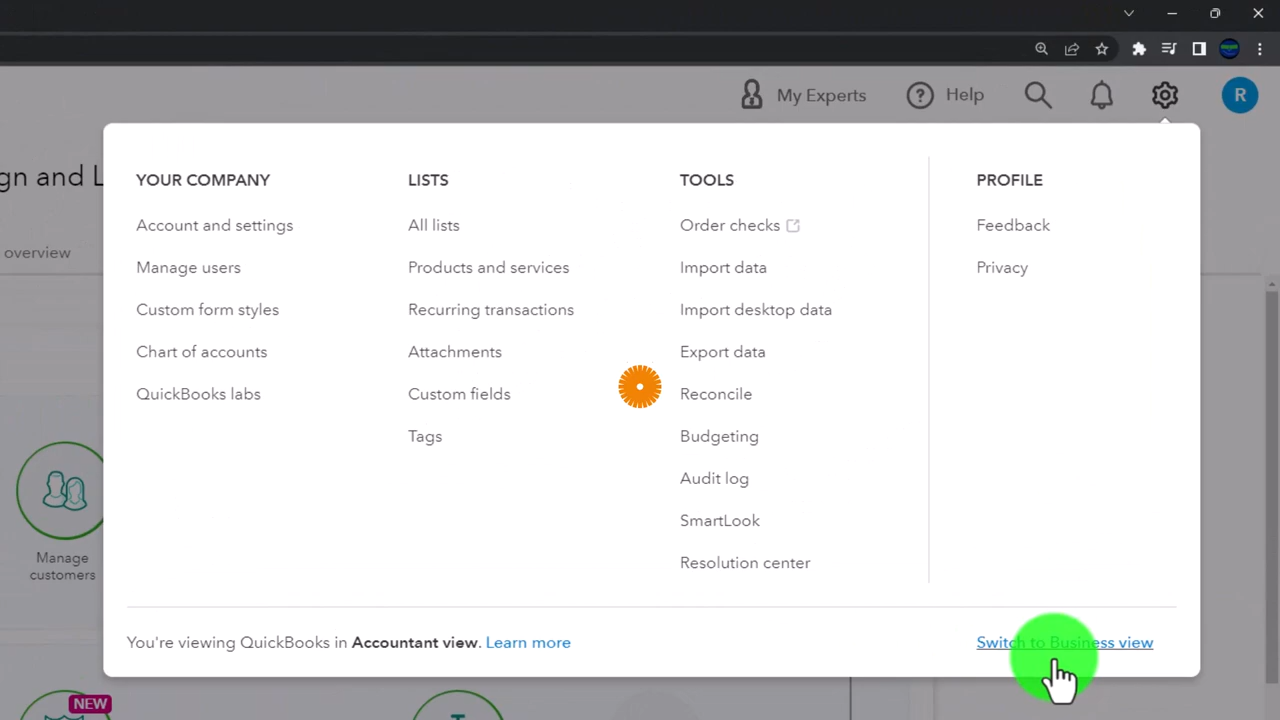 My Experts
Help
R
gn and L
overview
YOUR COMPANY
Account and settings
Manage users
Custom form styles
Chart of accounts
QuickBooks labs
LISTS
All lists
Products and services
Recurring transactions
Attachments
Custom fields
Tags
TOOLS
Order checks
Import data
Import desktop data
Export data
Reconcile
Budgeting
Audit log
SmartLook
Resolution center
PROFILE
Feedback
Privacy
Manage
customers
You're viewing QuickBooks in Accountant view. Learn more
Switch to Business view
NEW